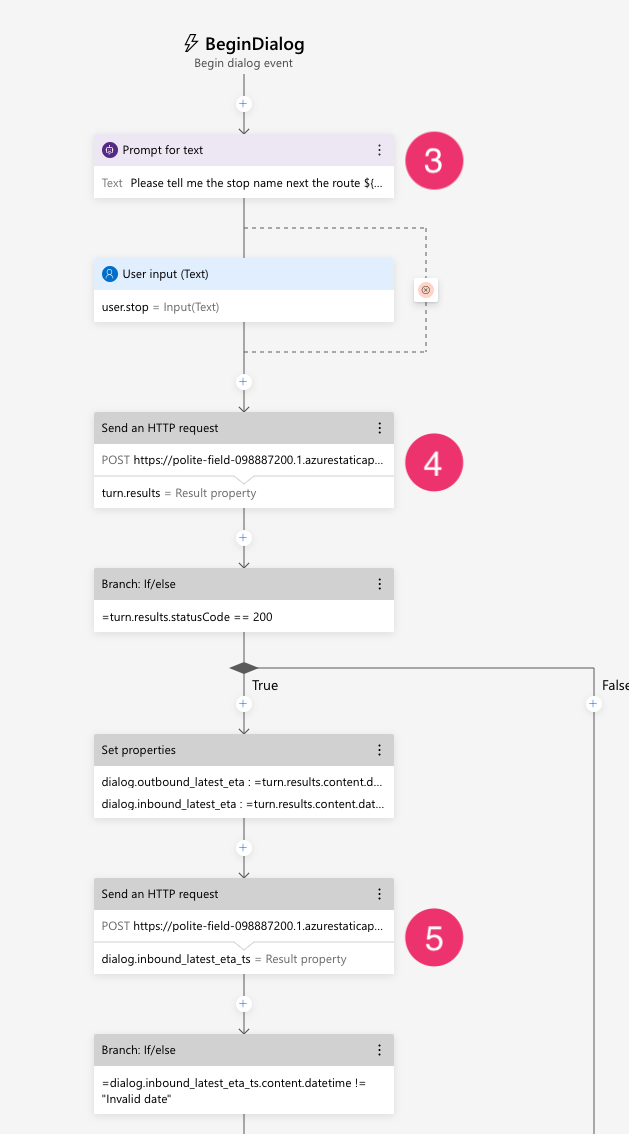 BeginDialog
Begin dialog event
Prompt for text
3
Text Please tell me the stop name next the route ${...
User input (Text)
user.stop = Input(Text)
Send an HTTP request
POST https://polite-field-098887200.1.azurestaticap...
4
turn.results = Result property
Branch: If/else
=turn.results.statusCode == 200
True
False
Set properties
dialog.outbound_latest_eta : =turn.results.content.d...
dialog.inbound_latest_eta : =turn.results.content.dat...
Send an HTTP request
POST https://polite-field-098887200.1.azurestaticap...
5
dialog.inbound_latest_eta_ts = Result property
Branch: If/else
=dialog.inbound_latest_eta_ts.content.datetime !=
"Invalid date"